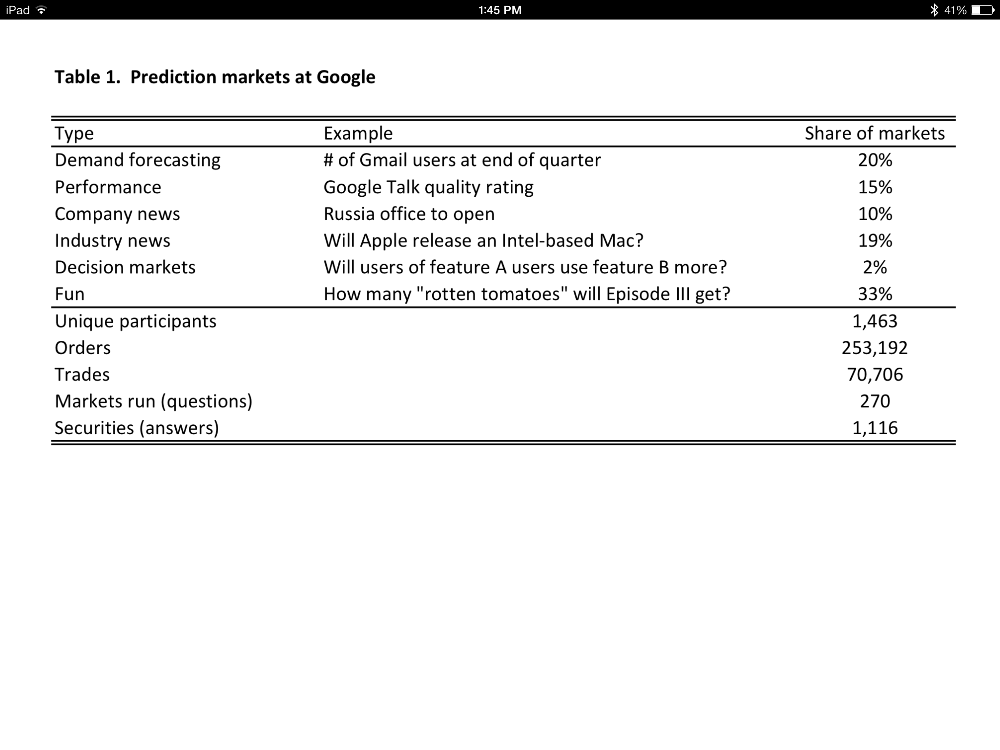 iPad 1:45 PM 41%
Table 1. Prediction markets at Google
Type Example Share of markets
Demand forecasting # of Gmail users at end of quarter 20%
Performance Google Talk quality rating 15%
Company news Russia office to open 10%
Industry news Will Apple release an Intel-based Mac? 19%
Decision markets Will users of feature A users use feature B more? 2%
Fun How many "rotten tomatoes" will Episode III get? 33%
Unique participants 1,463
Orders 253,192
Trades 70,706
Markets run (questions) 270
Securities (answers) 1,116